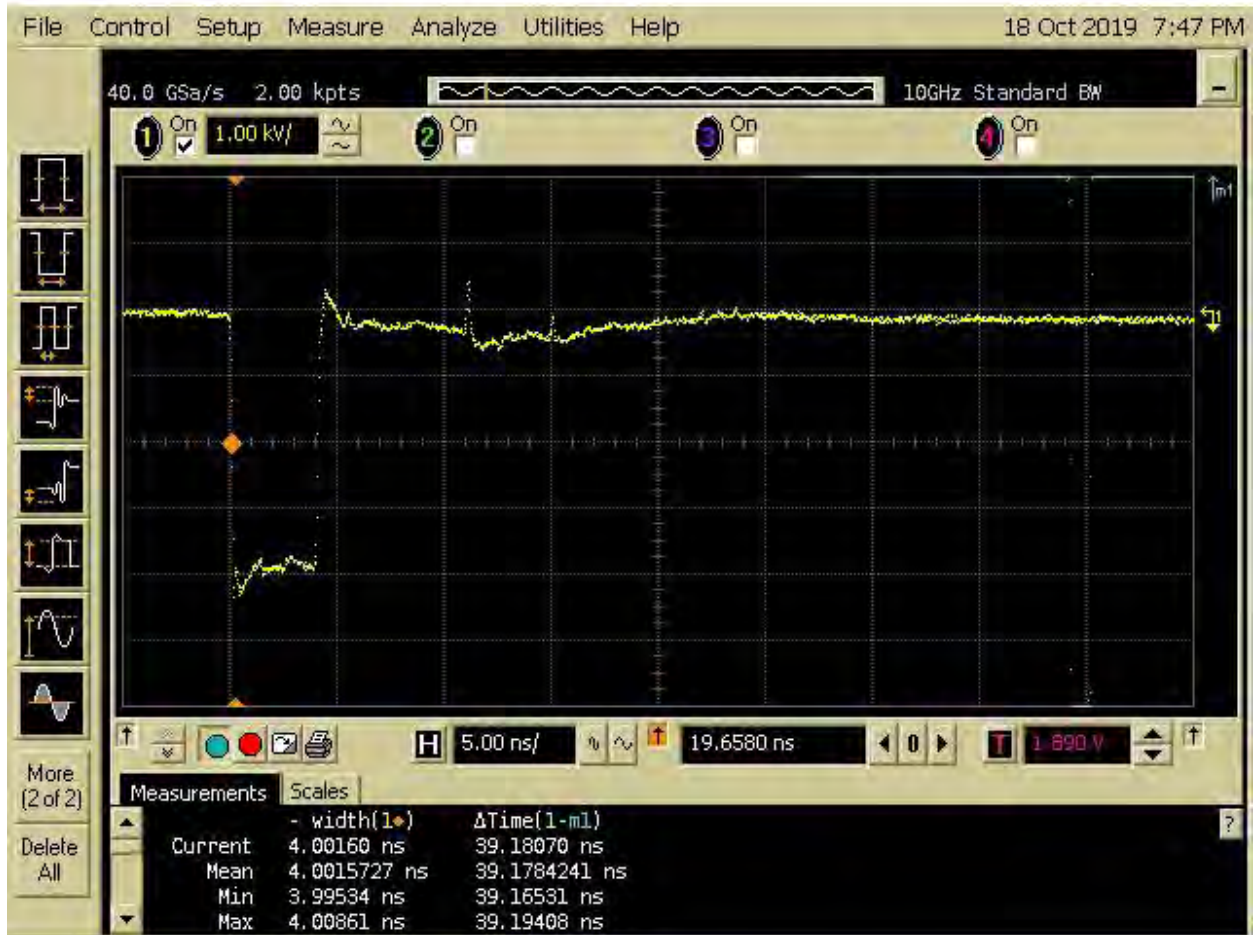 File Control Setup Measure Analyze Utilities Help 18 Oct 2019 7:47 PM
40.0 GSa/s 2.00 kpts 10GHz Standard BW
1 On 1.00 kV/ 2 On 3 On 4 On
m1
1
H 5.00 ns/ 19.6580 ns 0 T 1.890 V
More
(2 of 2)
Delete
All
Measurements Scales
- width(1◆) ΔTime(1-m1)
Current 4.00160 ns 39.18070 ns
Mean 4.0015727 ns 39.1784241 ns
Min 3.99534 ns 39.16531 ns
Max 4.00861 ns 39.19408 ns
?